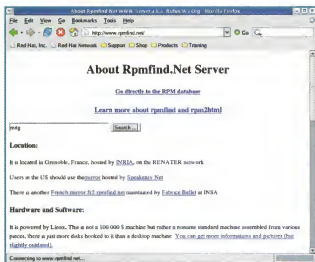 About Rpmfind.Net Server
File Edit View Go Bookmarks Tools Help
http://www.rpmfind.net/
Go
Red Hat, Inc. Red Hat Network Support Shop Products Training
About Rpmfind.Net Server
Go directly to the RPM database
Learn more about rpmfind and rpm2html
Search ...
Location:
It is located in Grenoble, France, hosted by INRIA, on the RENATER network
Users in the US should use the mirror hosted by Speakeasy Net
There is another French mirror fr2.rpmfind.net maintained by Fabrice Bellet at INSA
Hardware and Software:
It is powered by Linux, This is not a 100.000 $ machine but rather a noname standard machine assembled from various
pieces, there is just more disks hooked to it than a desktop machine. You can get more informations and pictures (but
slightly outdated).
Connecting to www.rpmfind.net...